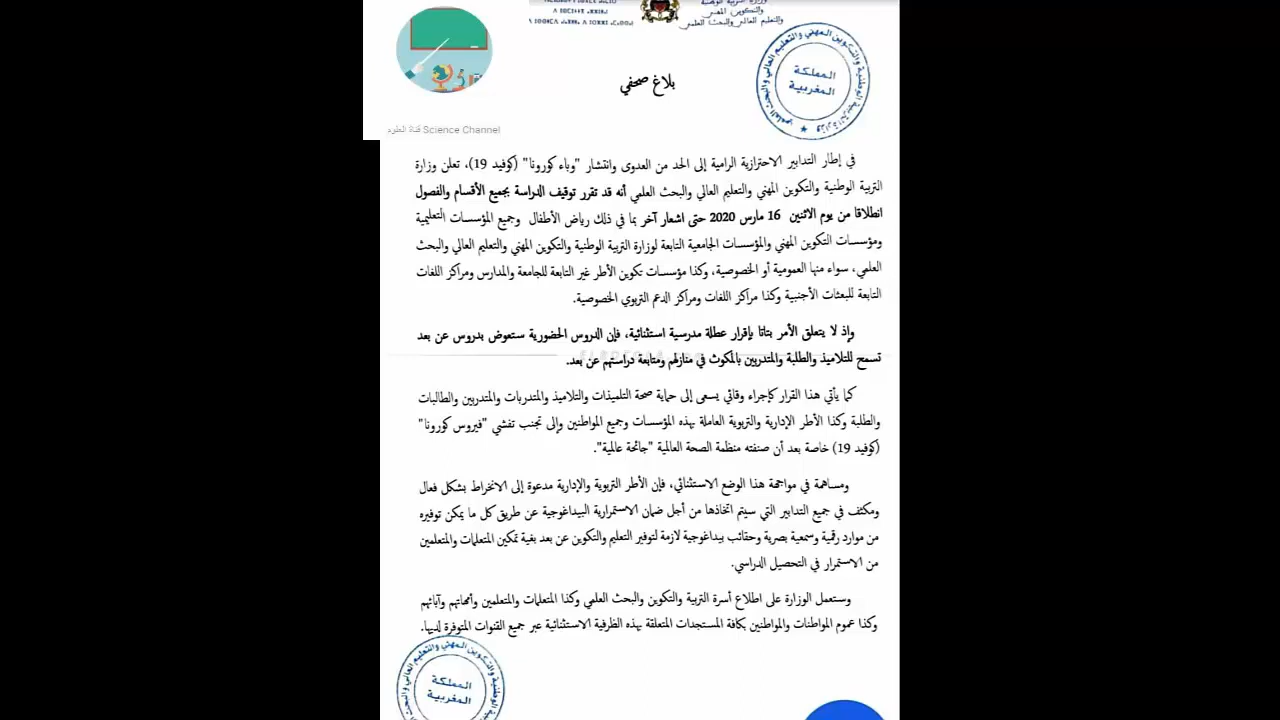 والتكوين المهني
والتعليم العالي والبحث العلمي
المملكة
المغربية
بلاغ صحفي
قناة العلوم Science Channel
في إطار التدابير الاحترازية الرامية إلى الحد من العدوى وانتشار "وباء كورونا" (كوفيد 19)، تعلن وزارة
التربية الوطنية والتكوين المهني والتعليم العالي والبحث العلمي أنه قد تقرر توقيف الدراسة بجميع الأقسام والفصول
انطلاقا من يوم الاثنين 16 مارس 2020 حتى اشعار آخر بما في ذلك رياض الأطفال وجميع المؤسسات التعليمية
ومؤسسات التكوين المهني والمؤسسات الجامعية التابعة لوزارة التربية الوطنية والتكوين المهني والتعليم العالي والبحث
العلمي، سواء منها العمومية أو الخصوصية، وكذا مؤسسات تكوين الأطر غير التابعة للجامعة والمدارس ومراكز اللغات
التابعة للبعثات الأجنبية وكذا مراكز اللغات ومراكز الدعم التربوي الخصوصية.
وإذ لا يتعلق الأمر بتاتا بإقرار عطلة مدرسية استثنائية، فإن الدروس الحضورية ستعوض بدروس عن بعد
تسمح للتلاميذ والطلبة والمتدربين بالمكوث في منازلهم ومتابعة دراستهم عن بعد.
كما يأتي هذا القرار كإجراء وقائي يسعى إلى حماية صحة التلميذات والتلاميذ والمتدربات والمتدربين والطالبات
والطلبة وكذا الأطر الإدارية والتربوية العاملة بهذه المؤسسات وجميع المواطنين وإلى تجنب تفشي "فيروس كورونا"
(كوفيد 19) خاصة بعد أن صنفته منظمة الصحة العالمية "جائحة عالمية".
ومساهمة في مواجهة هذا الوضع الاستثنائي، فإن الأطر التربوية والإدارية مدعوة إلى الانخراط بشكل فعال
ومكثف في جميع التدابير التي سيتم اتخاذها من أجل ضمان الاستمرارية البيداغوجية عن طريق كل ما يمكن توفيره
من موارد رقمية وسمعية بصرية وحقائب بيداغوجية لازمة لتوفير التعليم والتكوين عن بعد بغية تمكين المتعلمات والمتعلمين
من الاستمرار في التحصيل الدراسي.
وستعمل الوزارة على اطلاع أسرة التربية والتكوين والبحث العلمي وكذا المتعلمات والمتعلمين وأمهاتهم وآبائهم
وكذا عموم المواطنات والمواطنين بكافة المستجدات المتعلقة بهذه الظرفية الاستثنائية عبر جميع القنوات المتوفرة لديها.
المملكة
المغربية